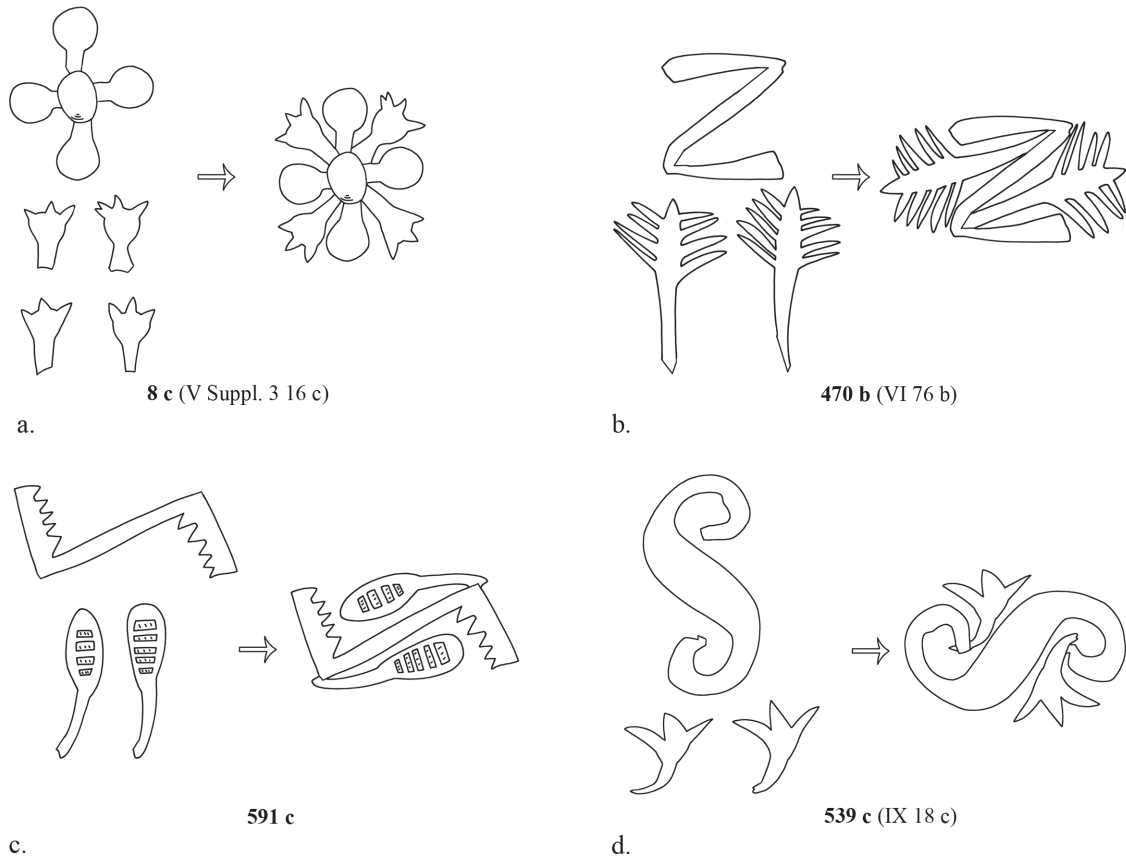 8 c (V Suppl. 3 16 c)
a.
470 b (VI 76 b)
b.
591 c
c.
539 c (IX 18 c)
d.